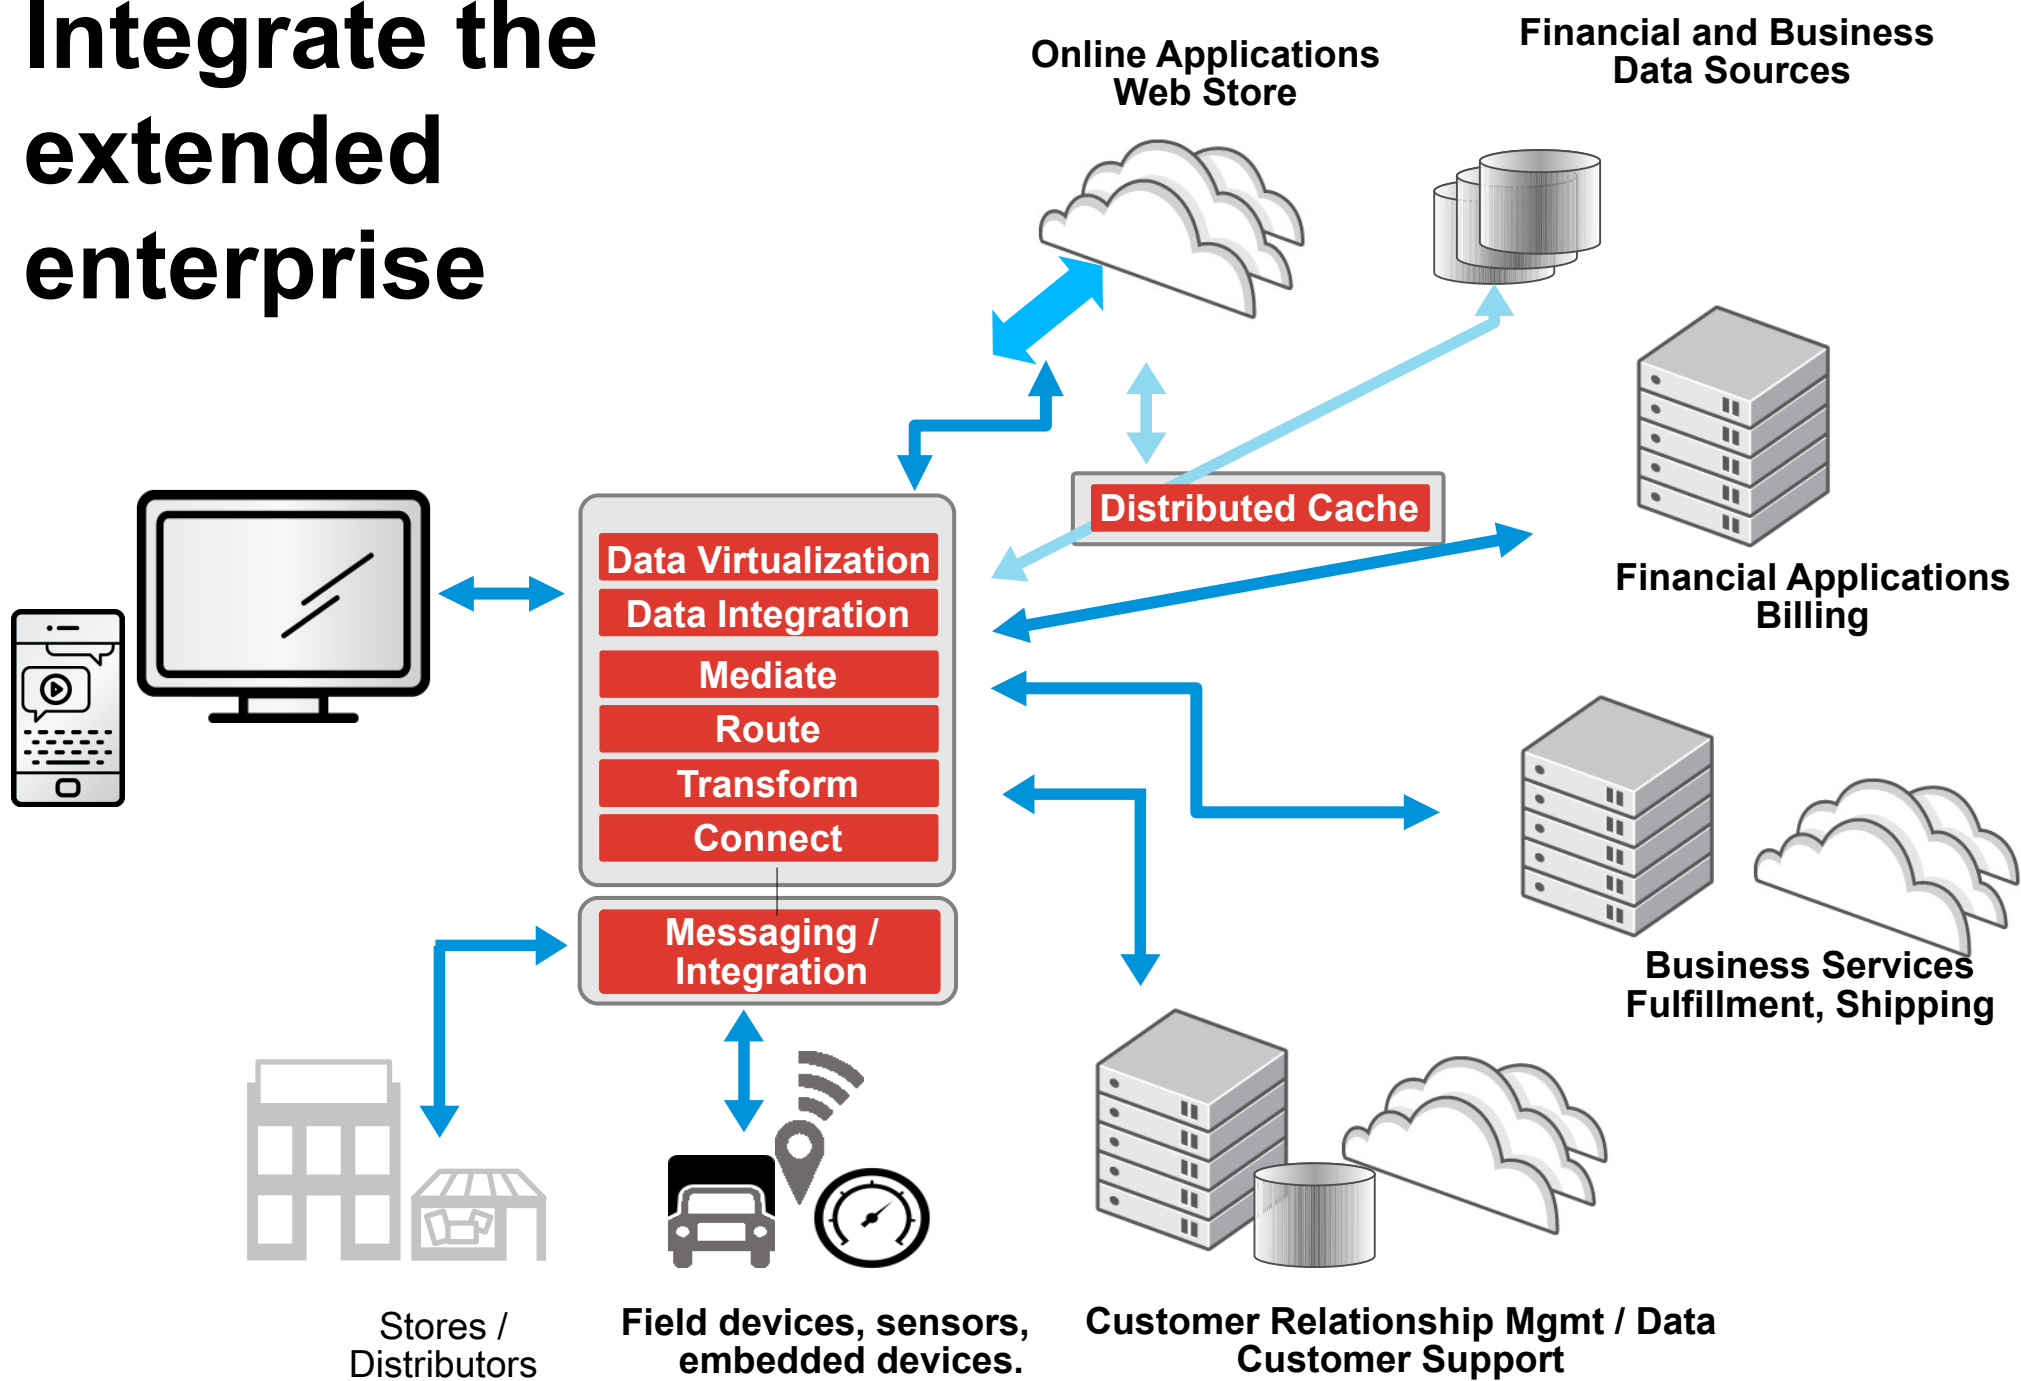 Integrate the
extended
enterprise
Online Applications
Web Store
Financial and Business
Data Sources
Distributed Cache
Data Virtualization
Data Integration
Mediate
Route
Transform
Connect
Messaging /
Integration
Financial Applications
Billing
Business Services
Fulfillment, Shipping
Stores /
Distributors
Field devices, sensors,
embedded devices.
Customer Relationship Mgmt / Data
Customer Support